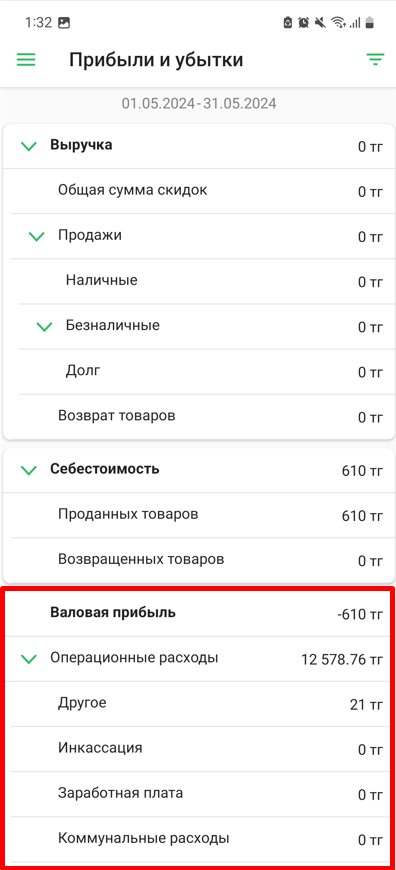 1:32
Прибыли и убытки
01.05.2024-31.05.2024
Выручка 0 тг
Общая сумма скидок 0 тг
Продажи 0 тг
Наличные 0 тг
Безналичные 0 тг
Долг 0 тг
Возврат товаров 0 тг
Себестоимость 610 тг
Проданных товаров 610 тг
Возвращенных товаров 0 тг
Валовая прибыль -610 тг
Операционные расходы 12 578.76 тг
Другое 21 тг
Инкассация 0 тг
Заработная плата 0 тг
Коммунальные расходы 0 тг